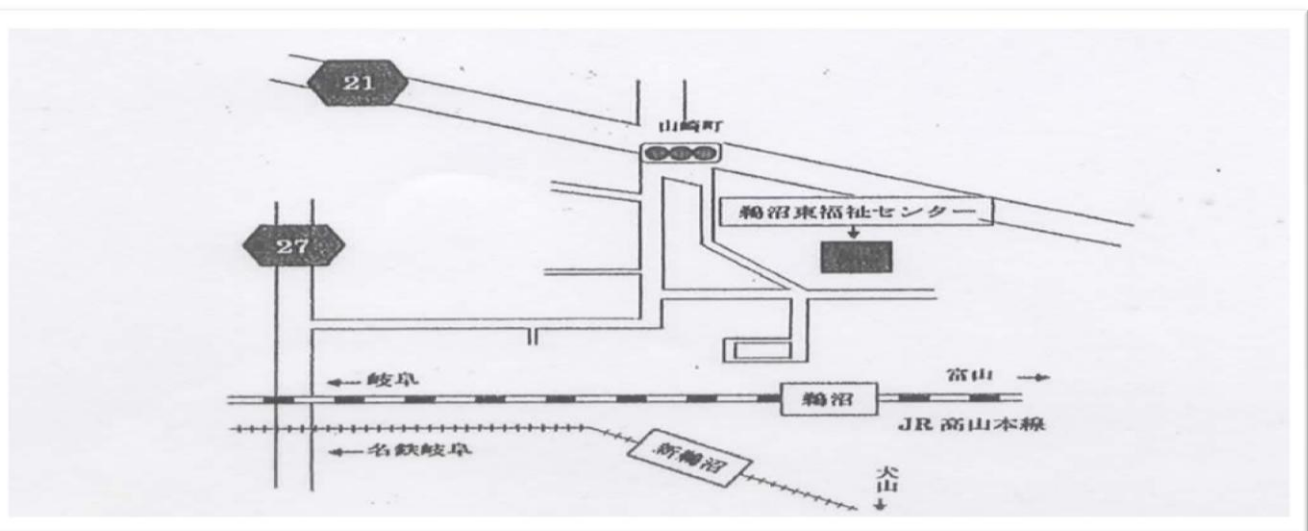 21
山崎町
鵜沼東福祉センター
27
← 岐阜
富山 →
鵜沼
JR 高山本線
← 名鉄岐阜
新鵜沼
犬山